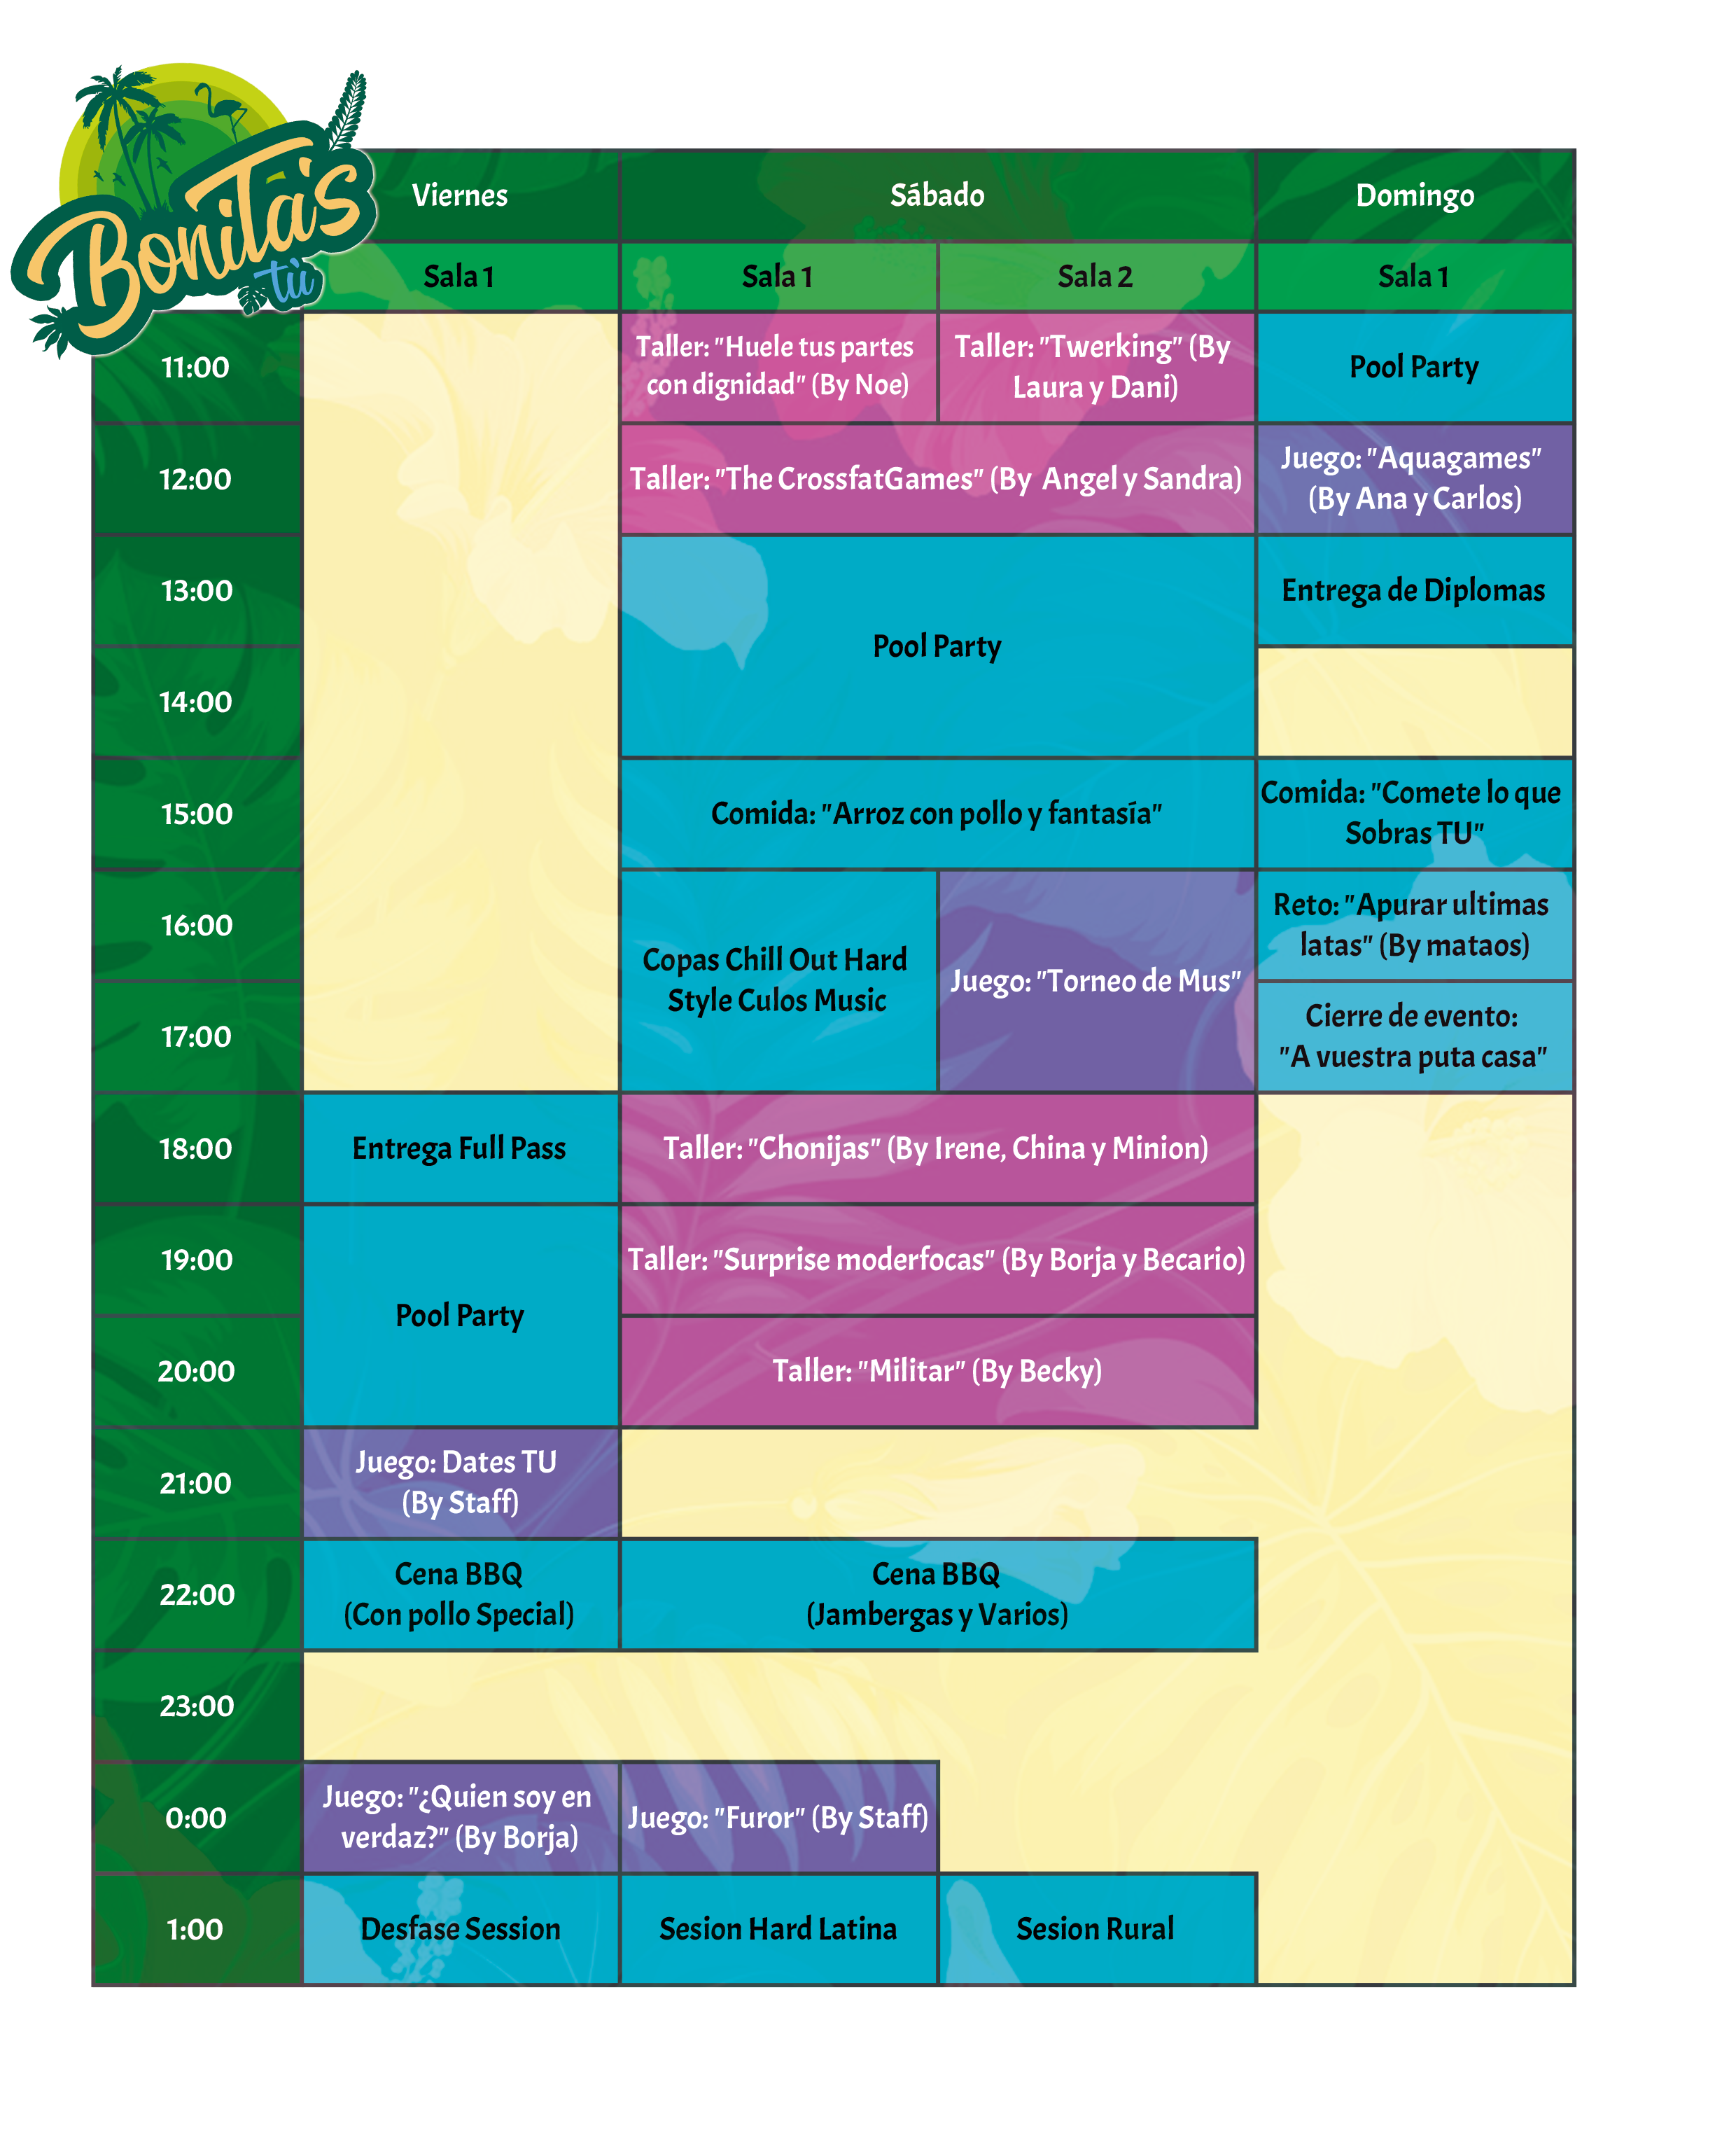 Bonita's
tù
Viernes
Sábado
Domingo
Sala 1
Sala 1
Sala 2
Sala 1
11:00
Taller: "Huele tus partes
con dignidad" (By Noe)
Taller: "Twerking" (By
Laura y Dani)
Pool Party
12:00
Taller: "The CrossfatGames" (By Angel y Sandra)
Juego: "Aquagames"
(By Ana y Carlos)
13:00
Pool Party
Entrega de Diplomas
14:00
15:00
Comida: "Arroz con pollo y fantasía"
Comida: "Comete lo que
Sobras TU"
16:00
Copas Chill Out Hard
Style Culos Music
Juego: "Torneo de Mus"
Reto: "Apurar ultimas
latas" (By mataos)
17:00
Cierre de evento:
"A vuestra puta casa"
18:00
Entrega Full Pass
Taller: "Chonijas" (By Irene, China y Minion)
19:00
Pool Party
Taller: "Surprise moderfocas" (By Borja y Becario)
20:00
Taller: "Militar" (By Becky)
21:00
Juego: Dates TU
(By Staff)
22:00
Cena BBQ
(Con pollo Special)
Cena BBQ
(Jambergas y Varios)
23:00
0:00
Juego: "¿Quien soy en
verdaz?" (By Borja)
Juego: "Furor" (By Staff)
1:00
Desfase Session
Sesion Hard Latina
Sesion Rural